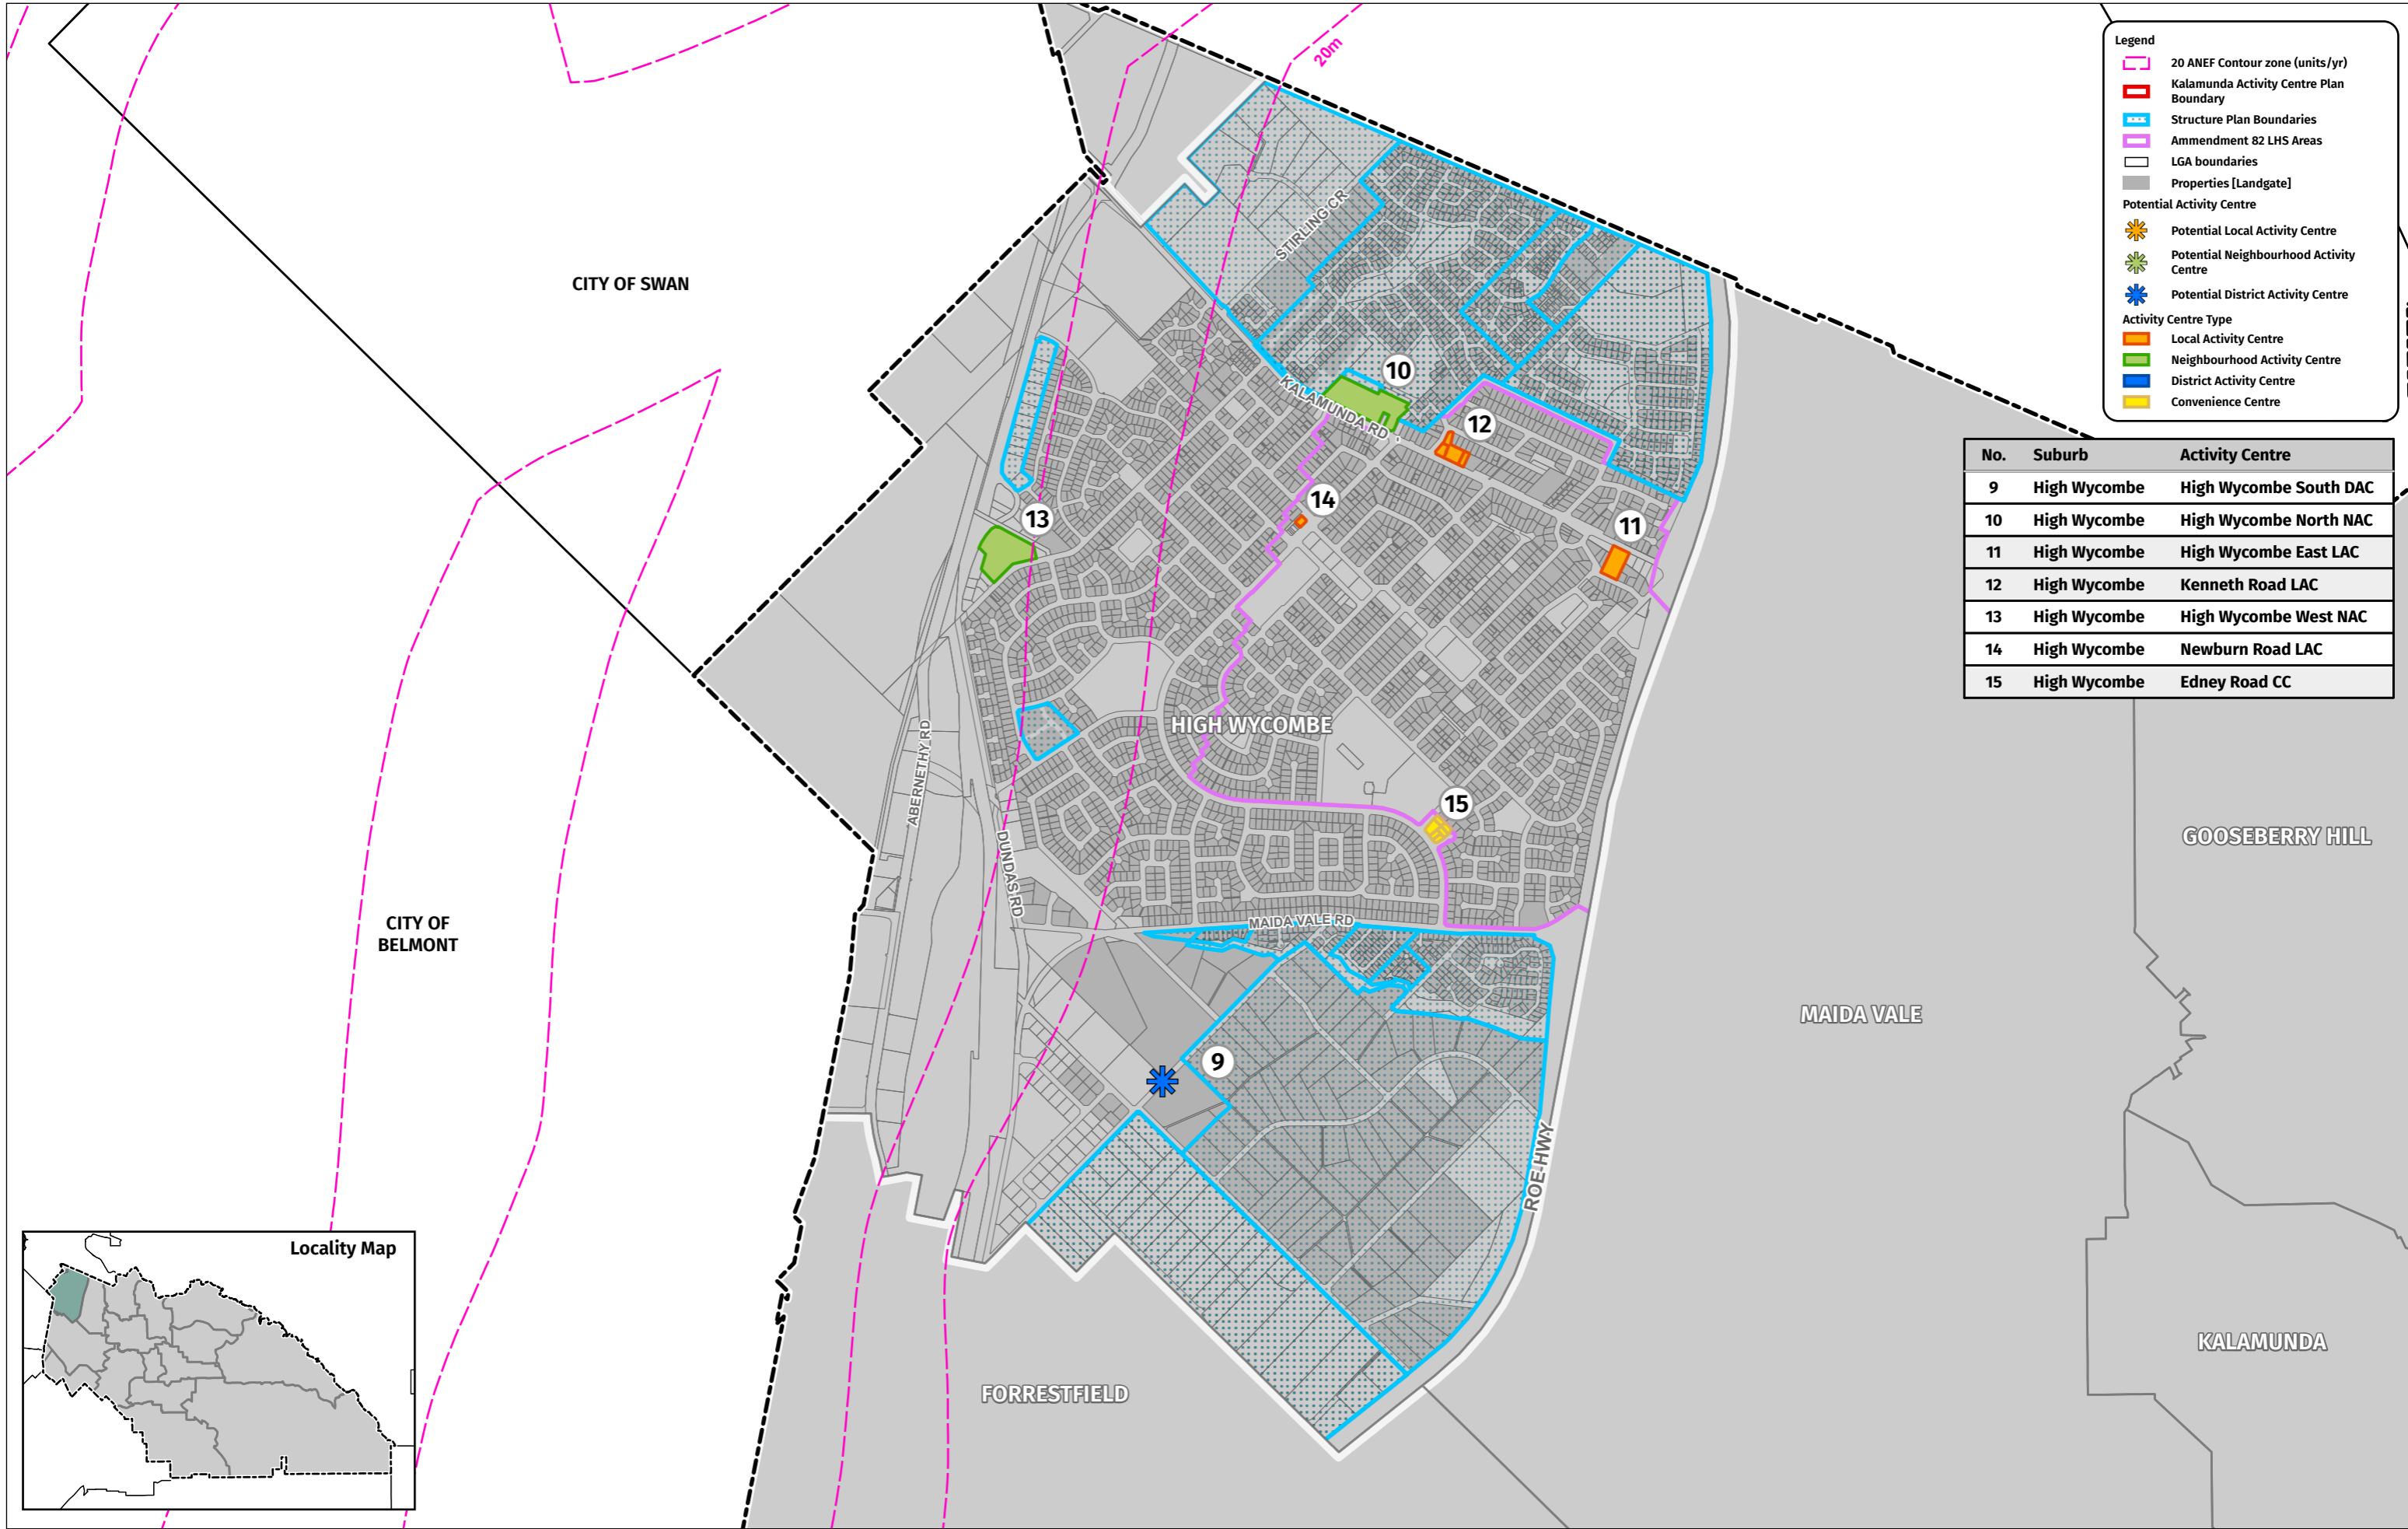 20m
Legend
20 ANEF Contour zone (units/yr)
Kalamunda Activity Centre Plan
Boundary
Structure Plan Boundaries
Ammendment 82 LHS Areas
LGA boundaries
Properties [Landgate]
Potential Activity Centre
Potential Local Activity Centre
Potential Neighbourhood Activity
Centre
Potential District Activity Centre
Activity Centre Type
Local Activity Centre
Neighbourhood Activity Centre
District Activity Centre
Convenience Centre
No. Suburb Activity Centre
9 High Wycombe High Wycombe South DAC
10 High Wycombe High Wycombe North NAC
11 High Wycombe High Wycombe East LAC
12 High Wycombe Kenneth Road LAC
13 High Wycombe High Wycombe West NAC
14 High Wycombe Newburn Road LAC
15 High Wycombe Edney Road CC
STIRLING CR
CITY OF SWAN
10
KALAMUNDA RD
12
14
13
11
HIGH WYCOMBE
ABERNETHY RD
15
DUNDAS RD
GOOSEBERRY HILL
CITY OF
BELMONT
MAIDA VALE RD
MAIDA VALE
9
ROE HWY
Locality Map
KALAMUNDA
FORRESTFIELD